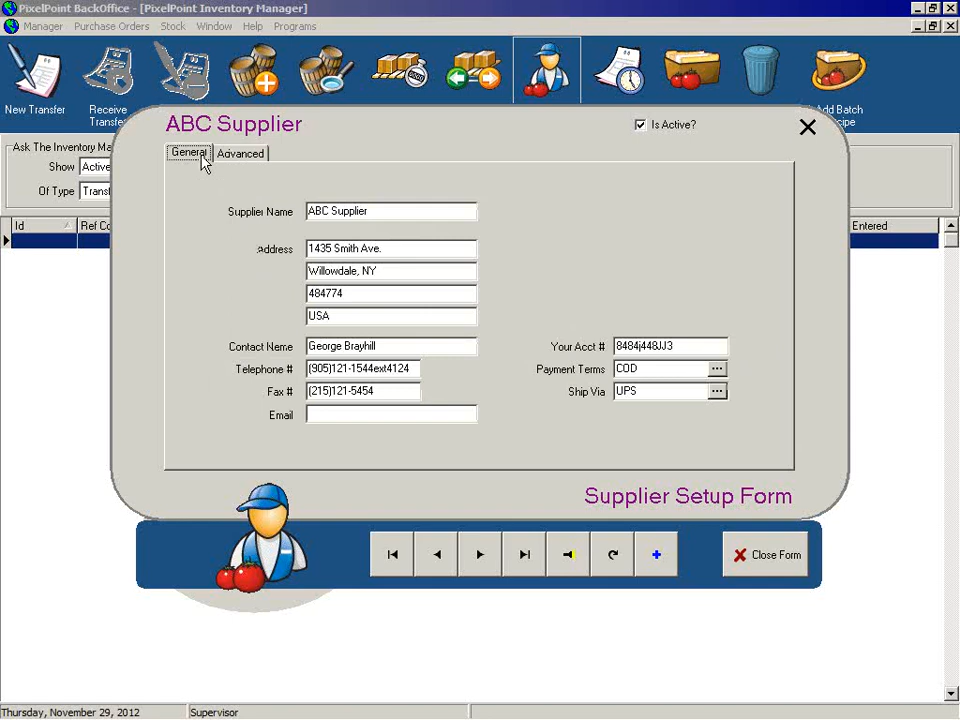 PixelPoint BackOffice - [PixelPoint Inventory Manager]
Manager Purchase Orders Stock Window Help Programs
New Transfer
Receive
Transfer
Add Batch
Recipe
ABC Supplier
Is Active?
Ask The Inventory Ma
General Advanced
Show Active
Of Type Transf
Id Ref Co Entered
Supplier Name ABC Supplier
Address 1435 Smith Ave.
Willowdale, NY
484774
USA
Contact Name George Brayhill
Your Acct # 8484j448JJ3
Telephone # (905)121-1544ext4124
Payment Terms COD
Fax # (215)121-5454
Ship Via UPS
Email
Supplier Setup Form
Close Form
Thursday, November 29, 2012 Supervisor